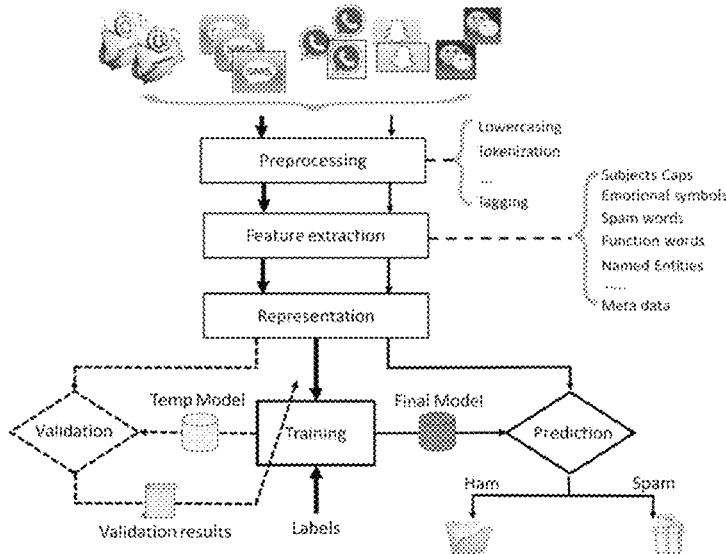 Lowercasing
Preprocessing
Tokenization
...
Tagging
Subjects Caps
Emotional symbols
Feature extraction
Spam words
Function words
Named Entities
.....
Meta data
Representation
Temp Model
Final Model
Validation
Training
Prediction
Ham
Spam
Validation results
Labels